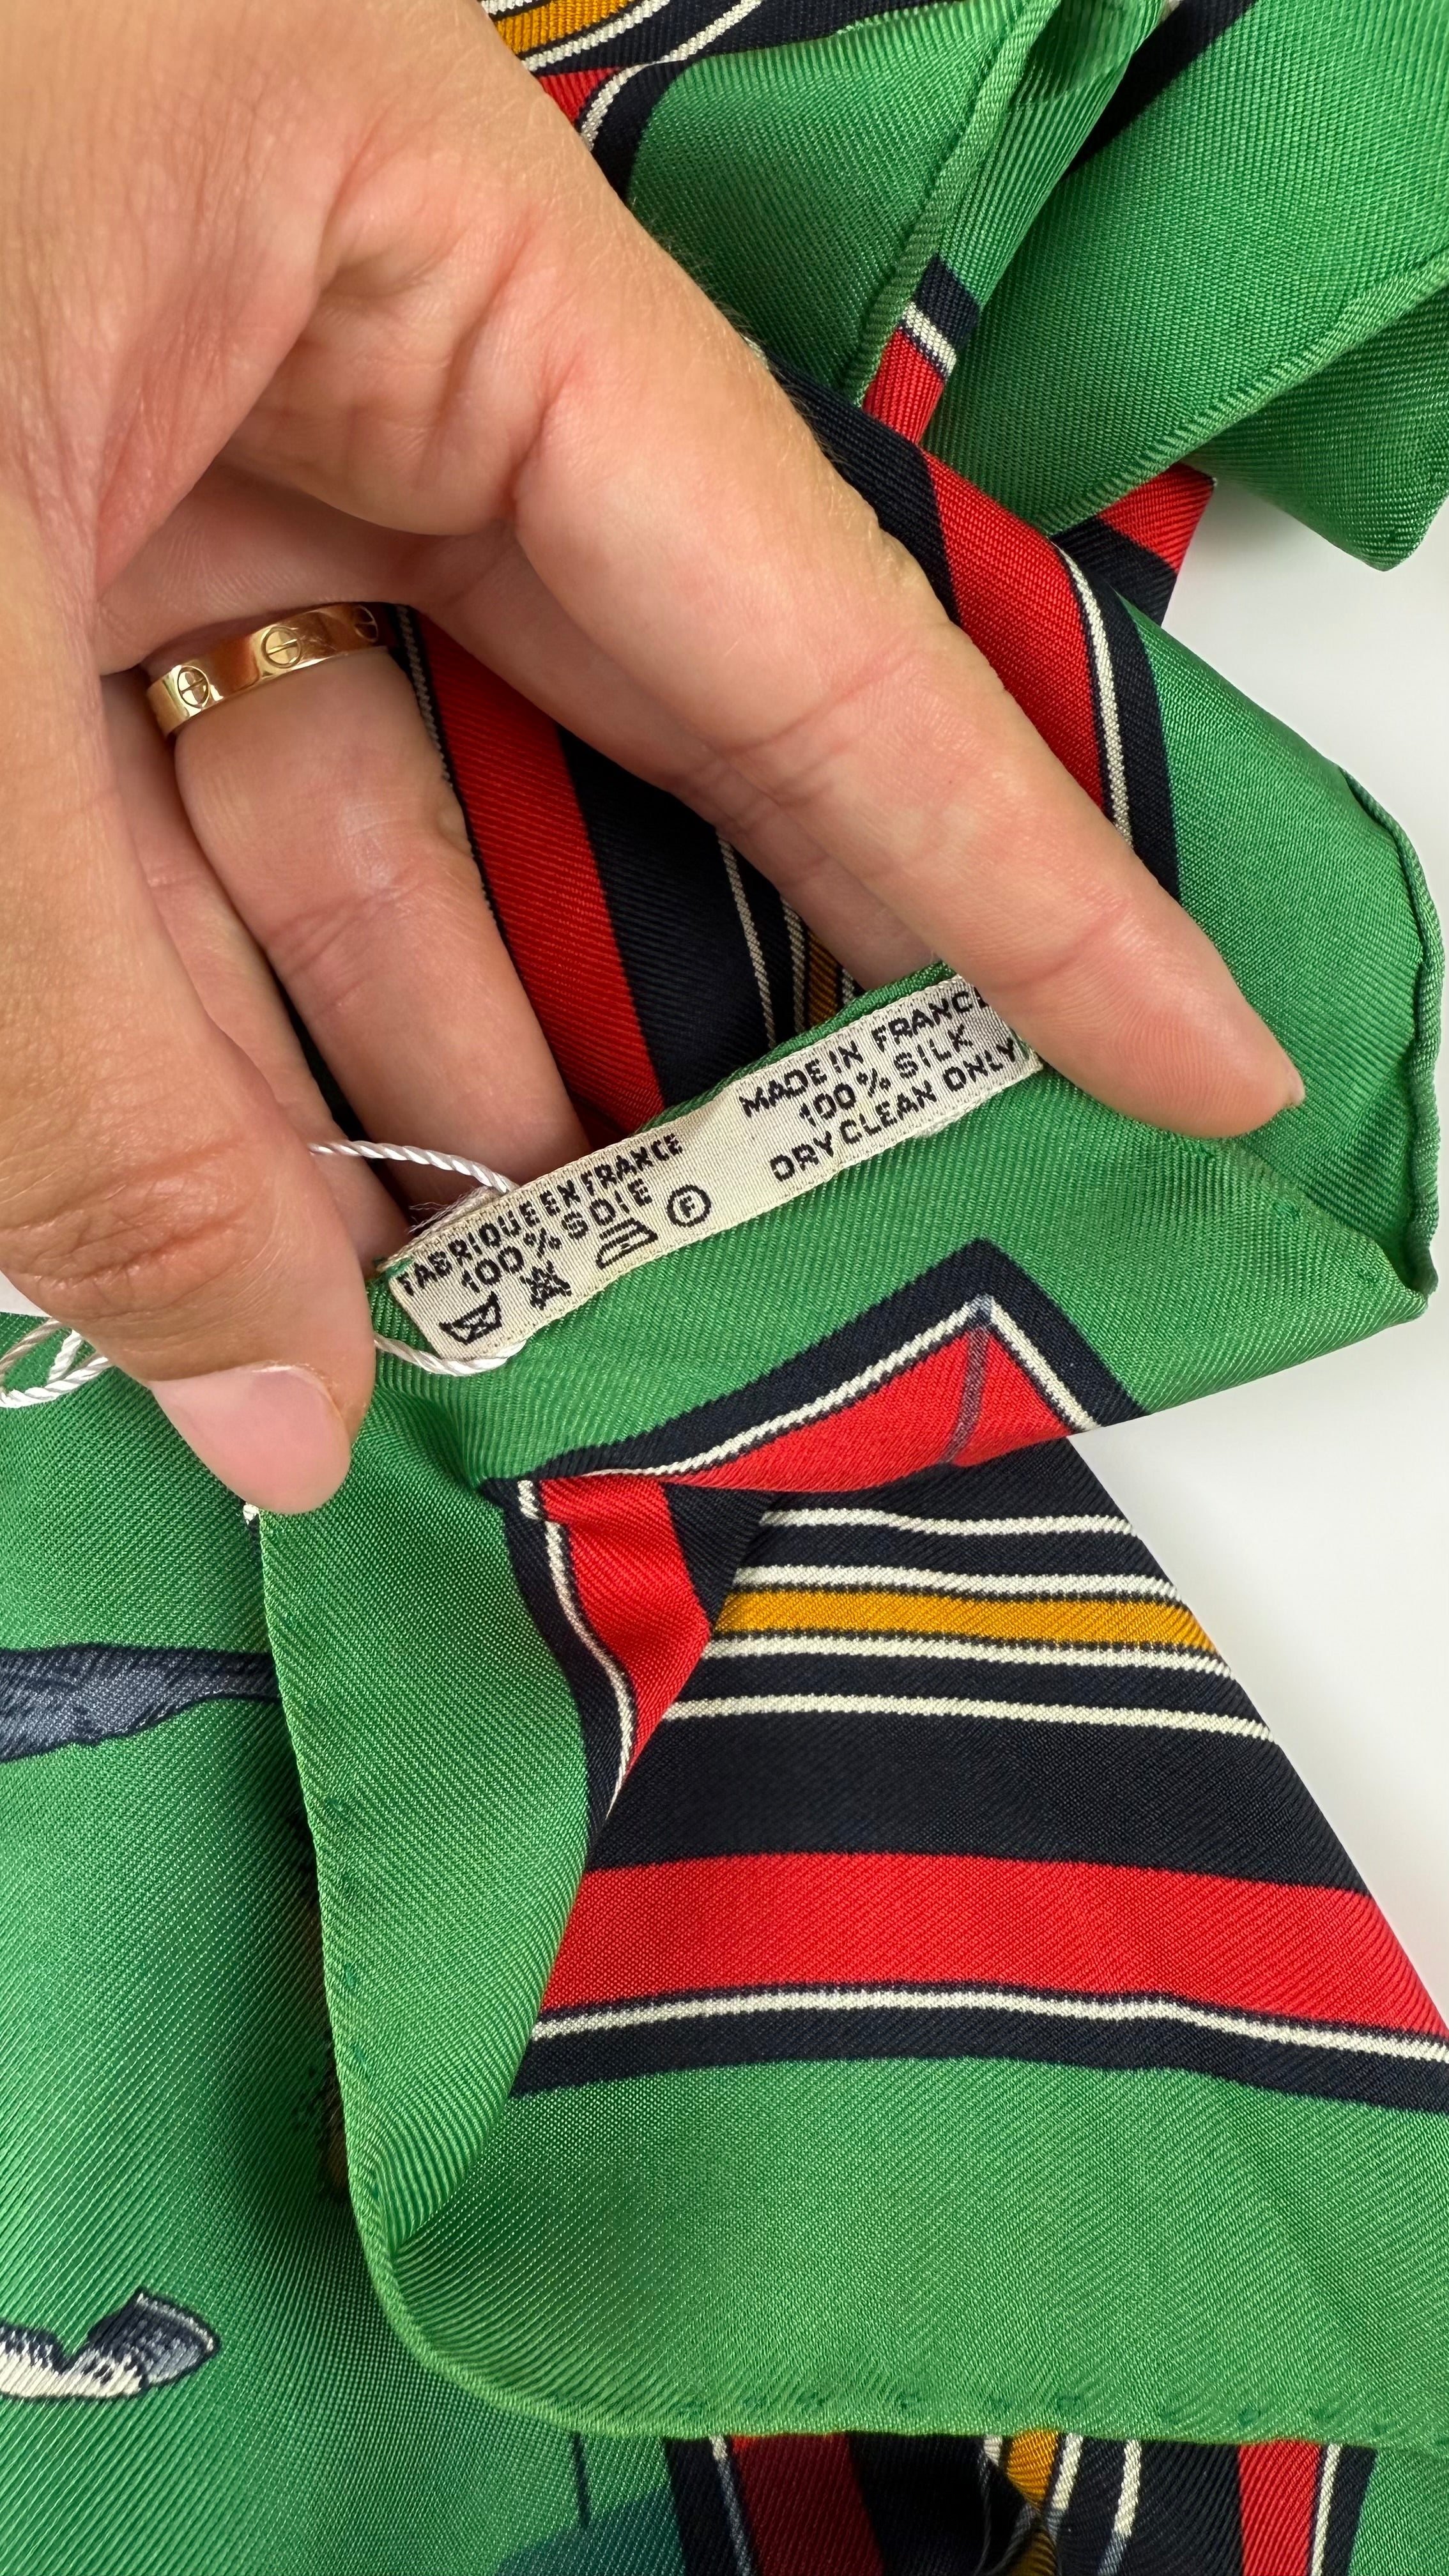 FABRIQUE EN FRANCE
100% SOIE
Ⓕ
MADE IN FRANCE
100% SILK
DRY CLEAN ONLY